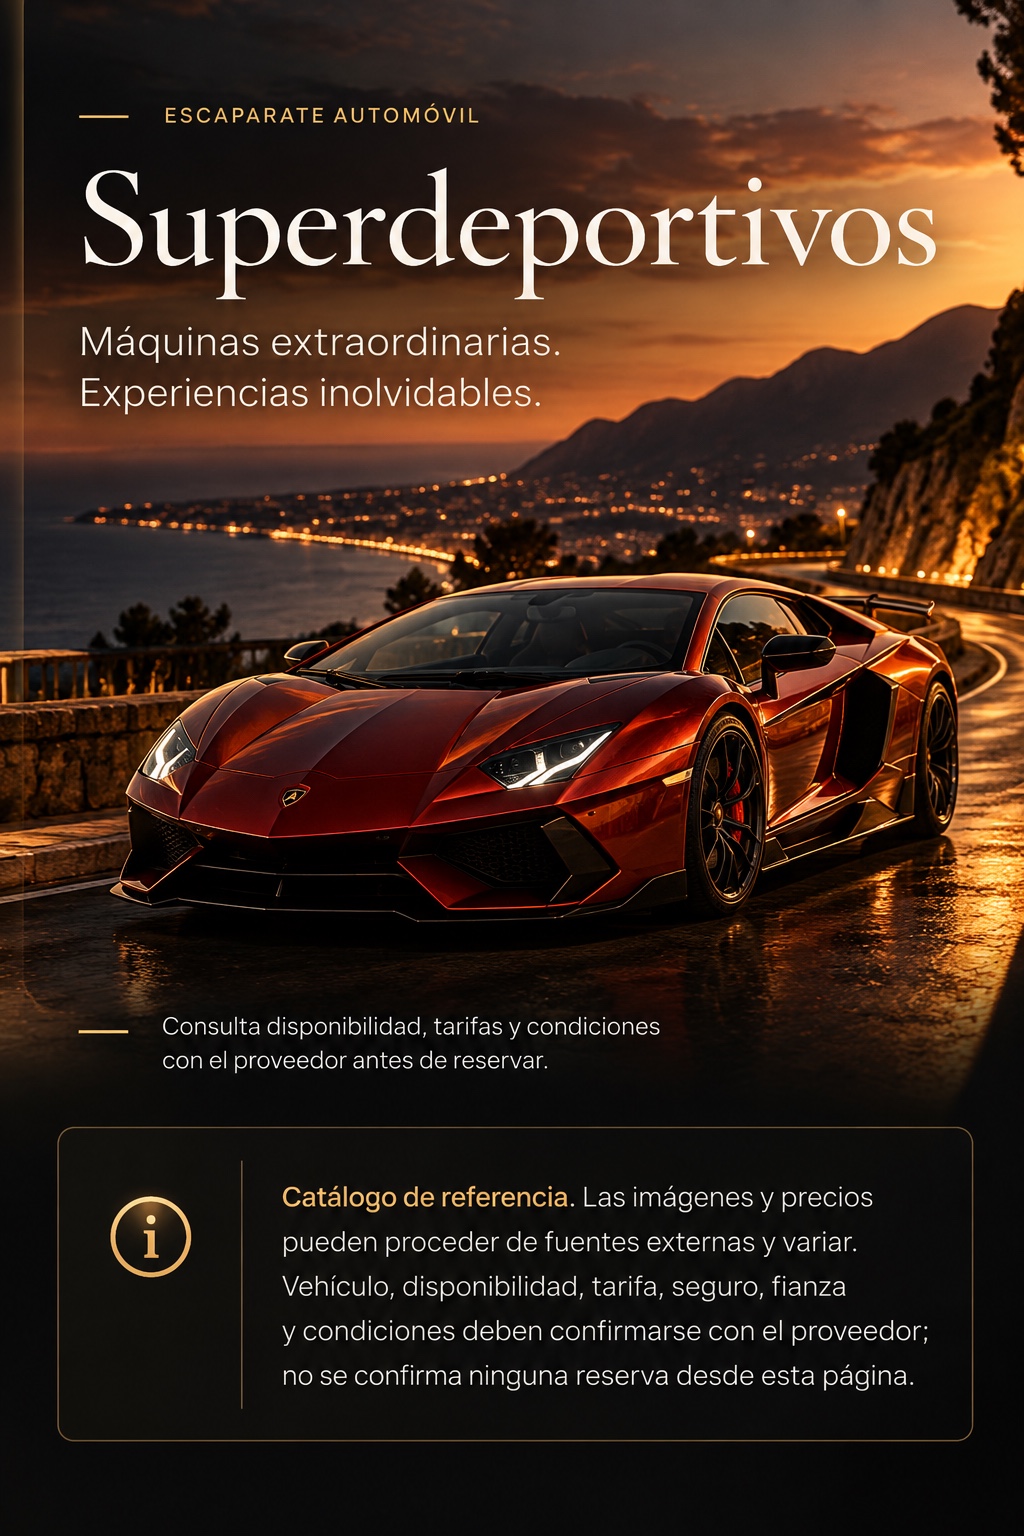 ESCAPARATE AUTOMÓVIL
Superdeportivos
Máquinas extraordinarias.
Experiencias inolvidables.
Consulta disponibilidad, tarifas y condiciones
con el proveedor antes de reservar.
i
Catálogo de referencia. Las imágenes y precios
pueden proceder de fuentes externas y variar.
Vehículo, disponibilidad, tarifa, seguro, fianza
y condiciones deben confirmarse con el proveedor;
no se confirma ninguna reserva desde esta página.